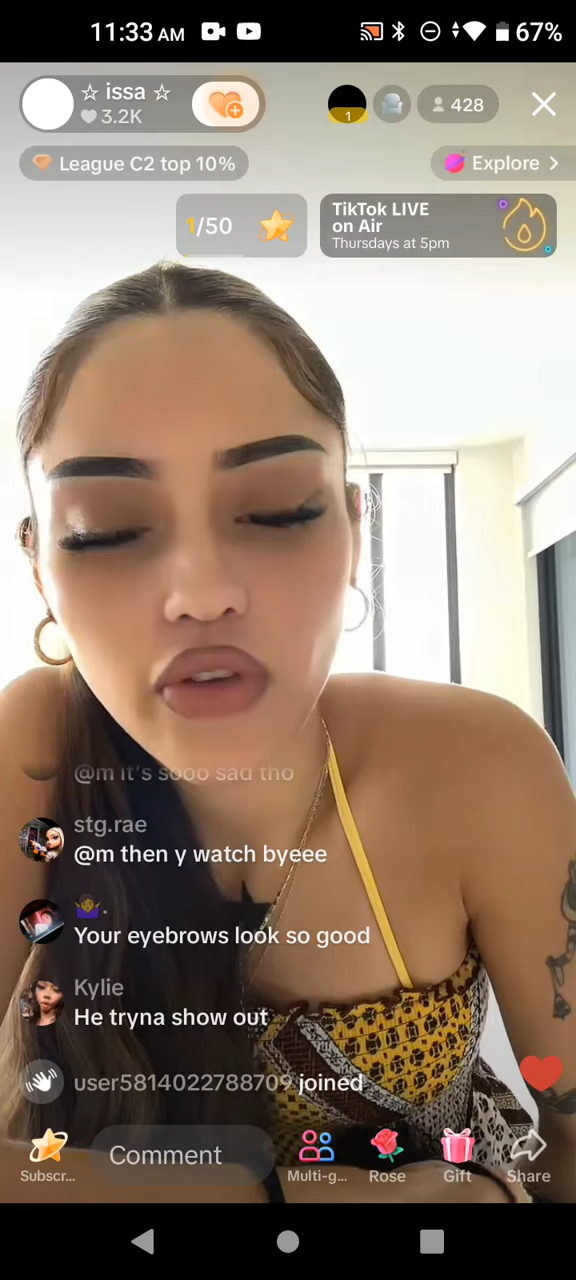 11:33 AM
67%
☆ issa ☆
3.2K
1
428
League C2 top 10%
Explore >
1/50
TikTok LIVE
on Air
Thursdays at 5pm
@m it's sooo sad tho
stg.rae
@m then y watch byeee
🤷🏾‍♀️.
Your eyebrows look so good
Kylie
He tryna show out
user5814022788709 joined
Comment
Subscr...
Multi-g...
Rose
Gift
Share